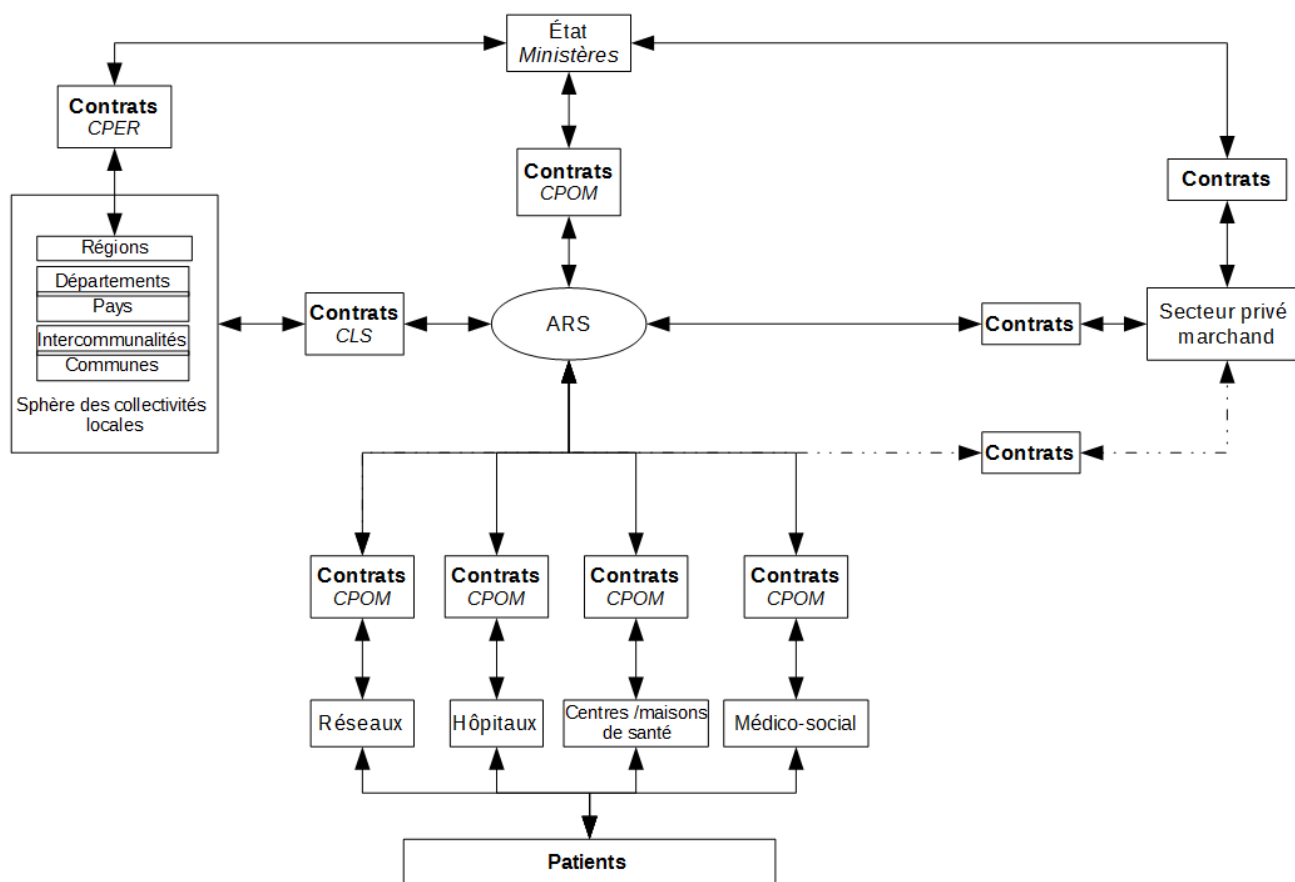 État
Ministères
Contrats
CPER
Contrats
CPOM
Contrats
Régions
Départements
Pays
Intercommunalités
Communes
Sphère des collectivités
locales
Contrats
CLS
ARS
Contrats
Secteur privé
marchand
Contrats
Contrats
CPOM
Contrats
CPOM
Contrats
CPOM
Contrats
CPOM
Réseaux
Hôpitaux
Centres /maisons
de santé
Médico-social
Patients